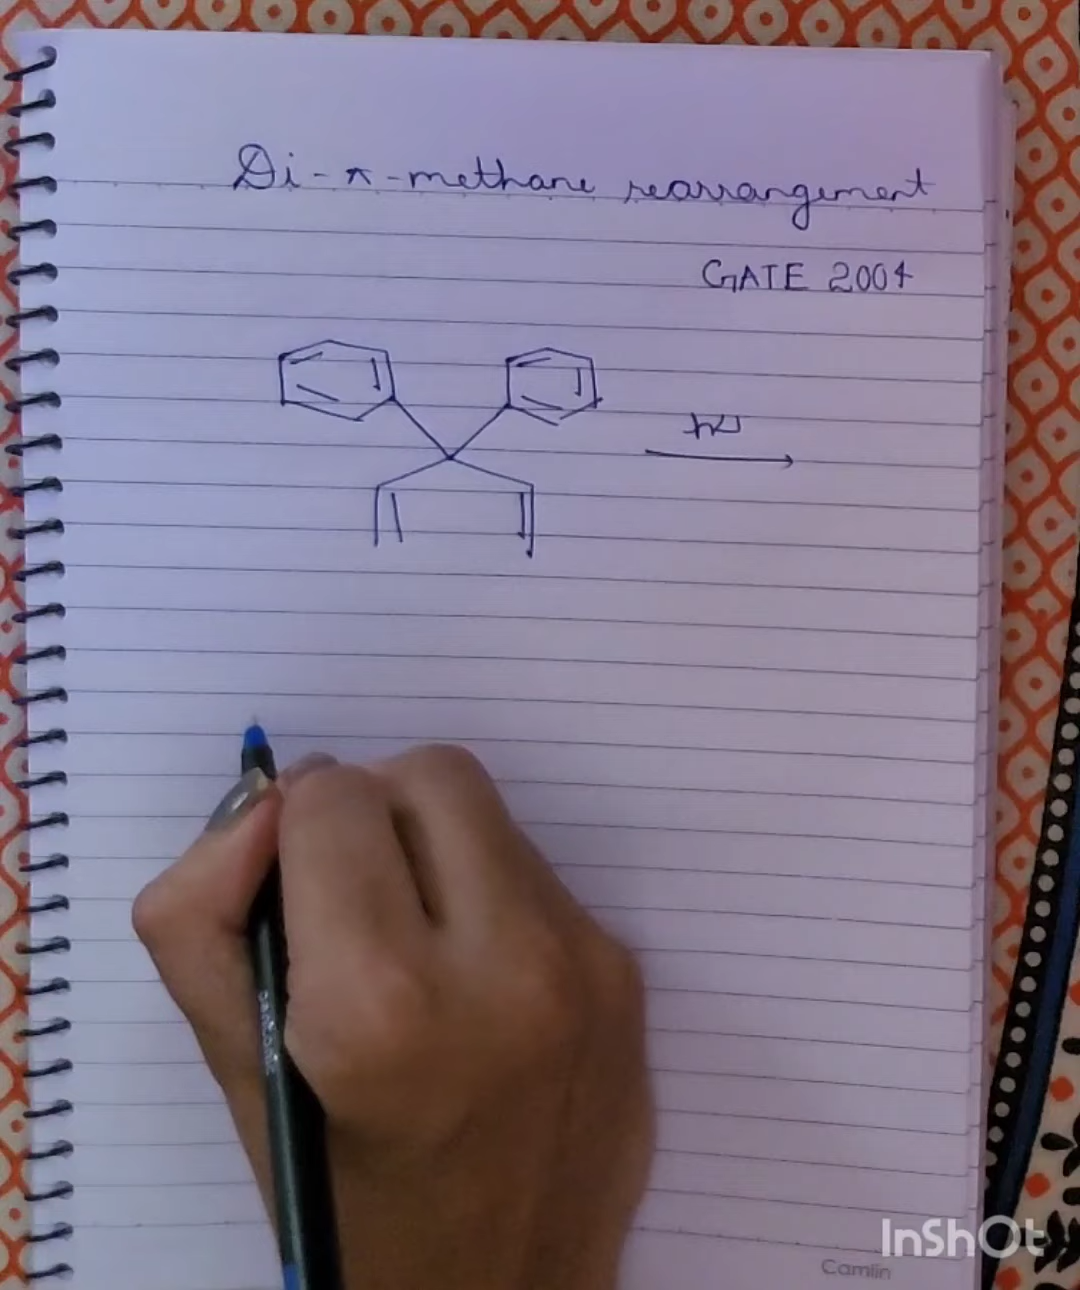 Di-π-methane rearrangement
GATE 2004
hν
InShOt
Camlin